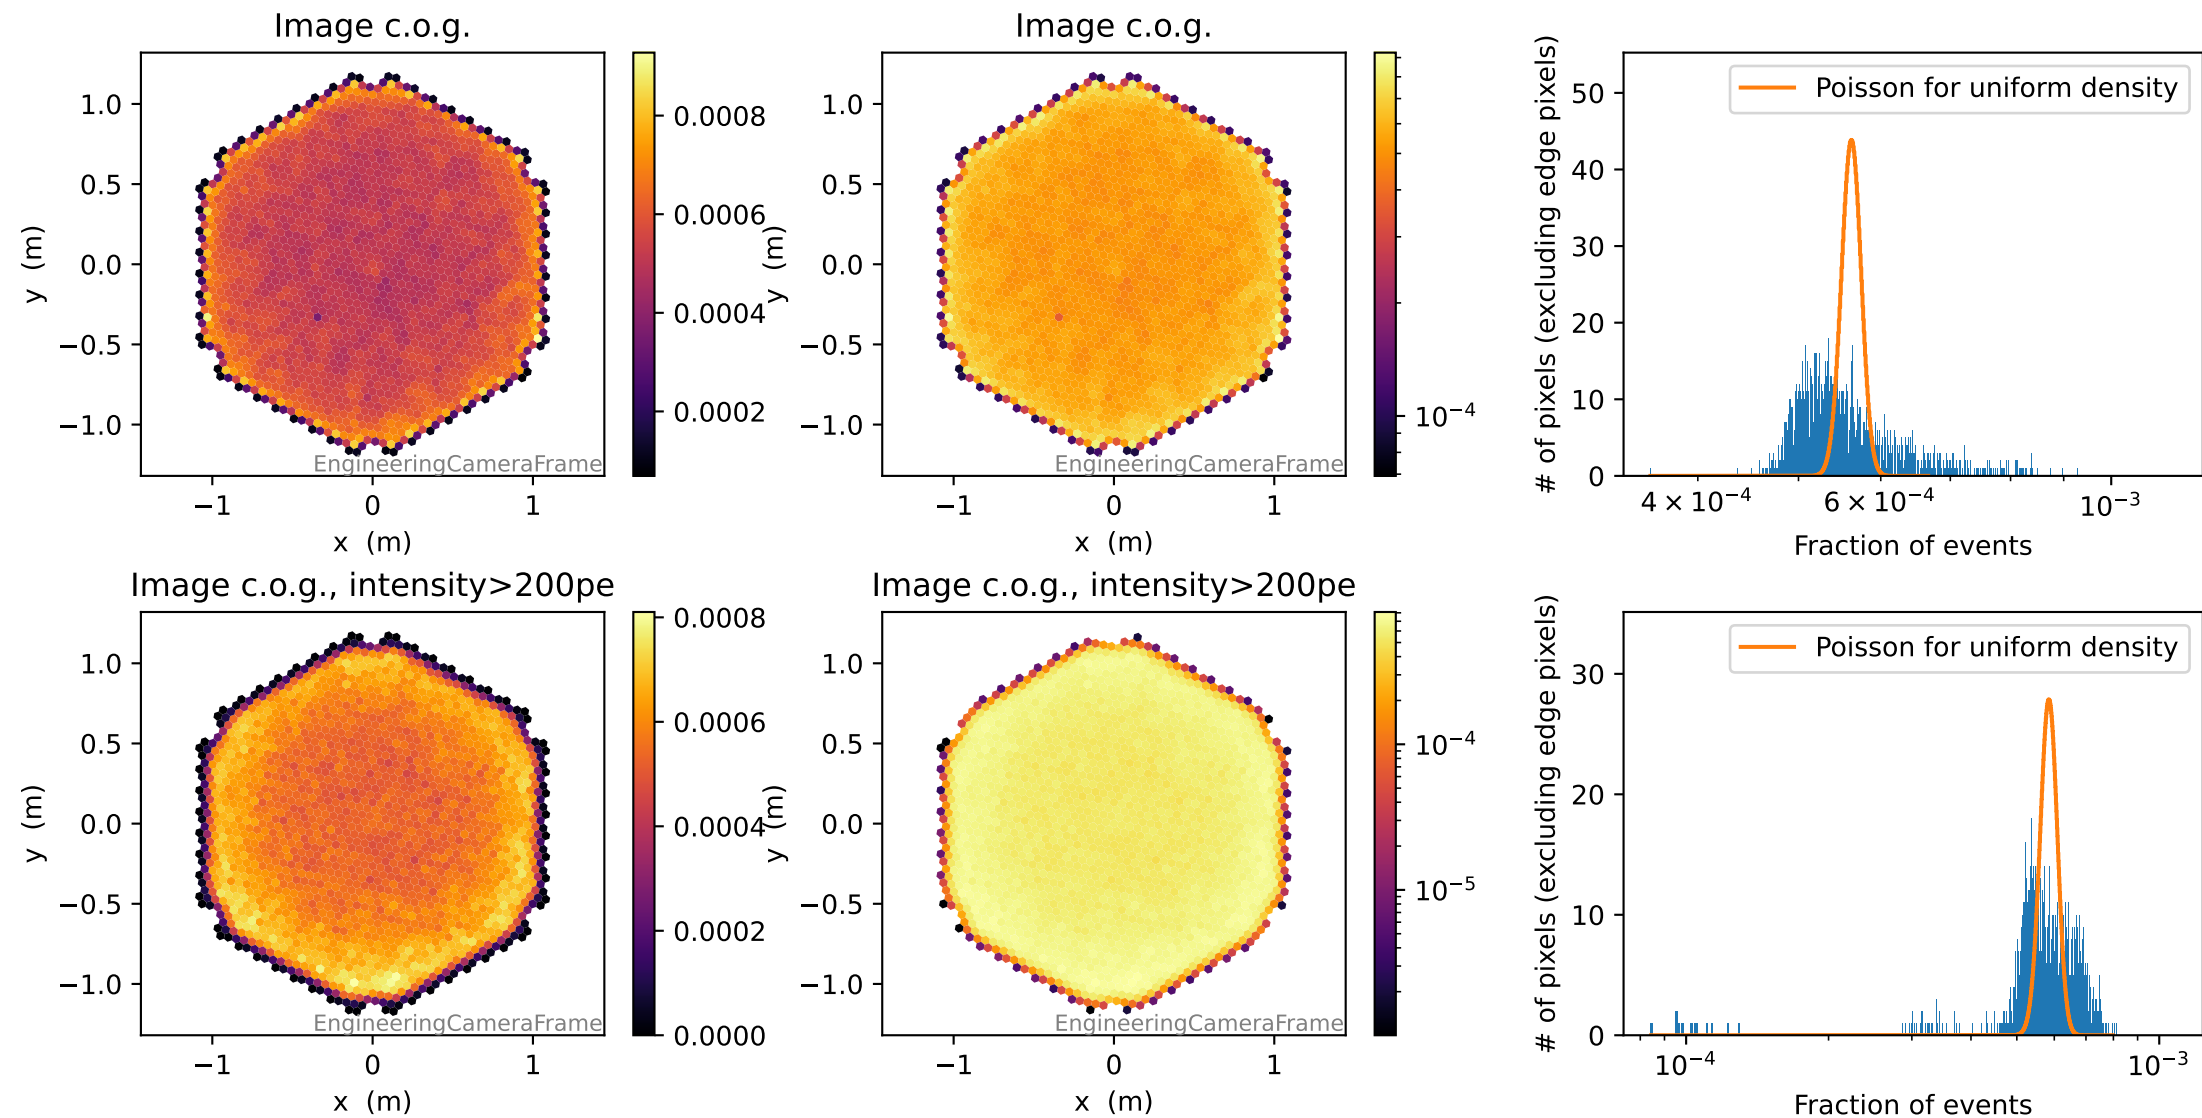 Image c.o.g.
1.0
0.5
0.0
−0.5
−1.0
y (m)
−1
0
1
x (m)
EngineeringCameraFrame
0.0008
0.0006
0.0004
0.0002
Image c.o.g.
1.0
0.5
0.0
−0.5
−1.0
y (m)
−1
0
1
x (m)
EngineeringCameraFrame
10⁻⁴
# of pixels (excluding edge pixels)
50
40
30
20
10
0
Poisson for uniform density
4 × 10⁻⁴
6 × 10⁻⁴
10⁻³
Fraction of events
Image c.o.g., intensity>200pe
1.0
0.5
0.0
−0.5
−1.0
y (m)
−1
0
1
x (m)
EngineeringCameraFrame
0.0008
0.0006
0.0004
0.0002
0.0000
Image c.o.g., intensity>200pe
1.0
0.5
0.0
−0.5
−1.0
y (m)
−1
0
1
x (m)
EngineeringCameraFrame
10⁻⁴
10⁻⁵
# of pixels (excluding edge pixels)
30
20
10
0
Poisson for uniform density
10⁻⁴
10⁻³
Fraction of events